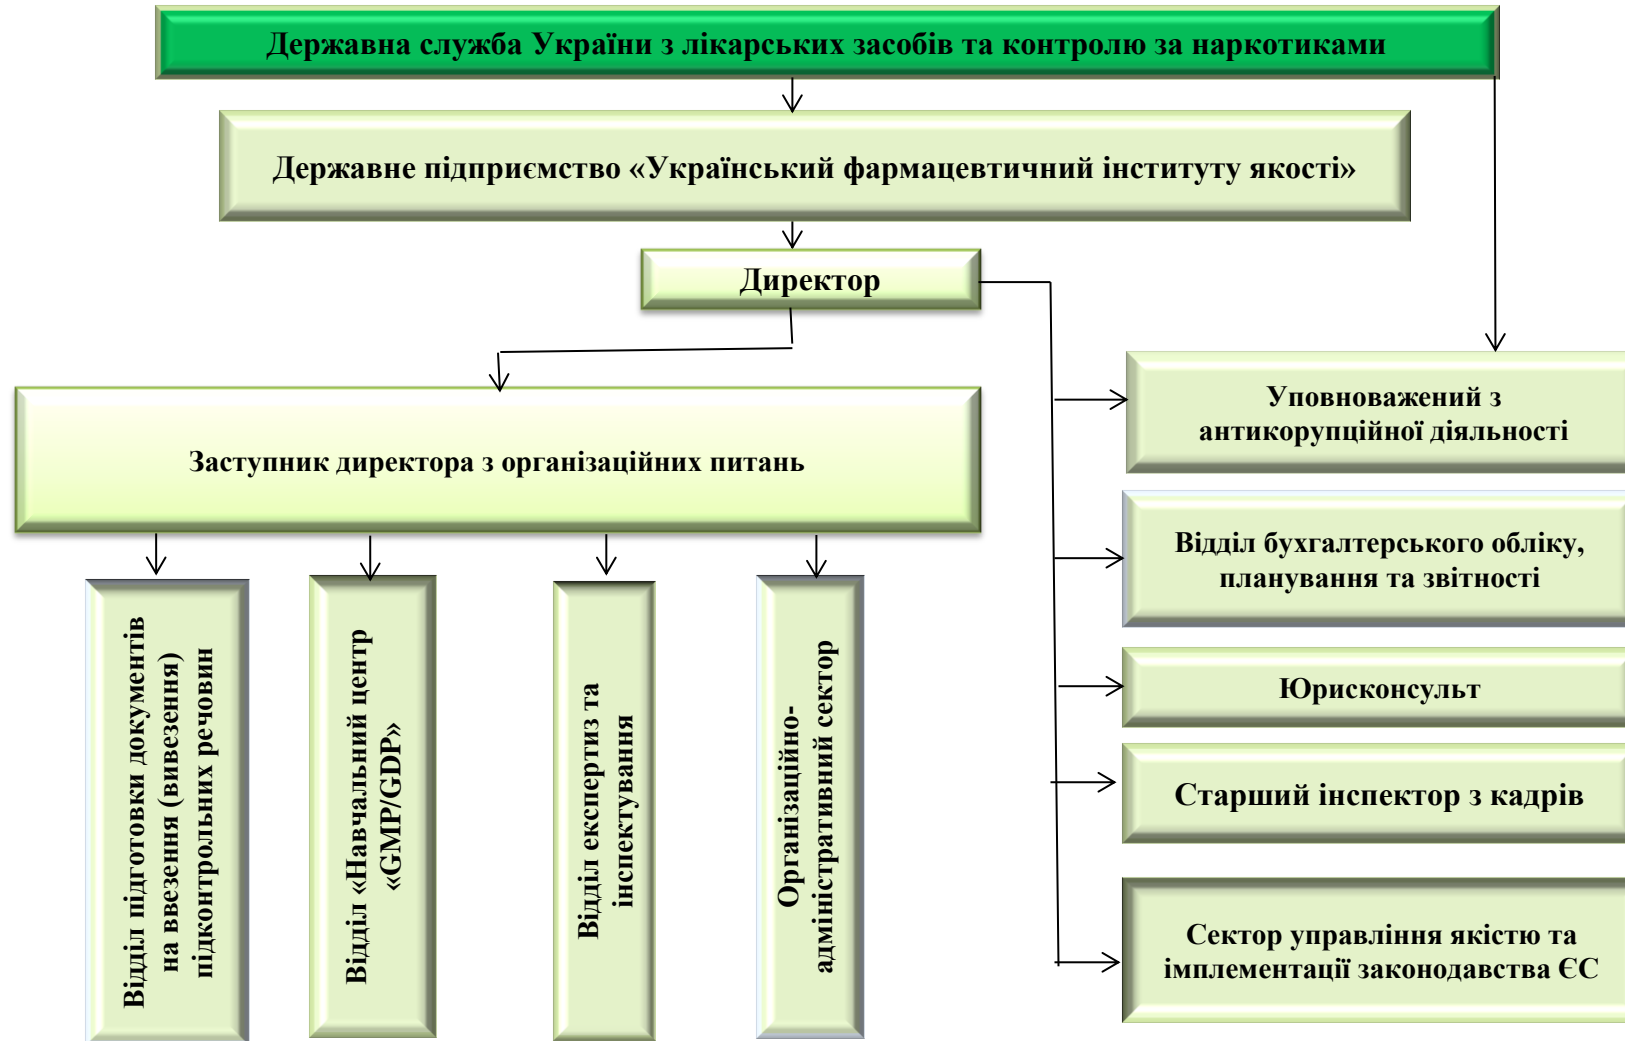 Державна служба України з лікарських засобів та контролю за наркотиками
Державне підприємство «Український фармацевтичний інституту якості»
Директор
Заступник директора з організаційних питань
Уповноважений з
антикорупційної діяльності
Відділ бухгалтерського обліку,
планування та звітності
Юрисконсульт
Старший інспектор з кадрів
Сектор управління якістю та
імплементації законодавства ЄС
Відділ підготовки документів
на ввезення (вивезення)
підконтрольних речовин
Відділ «Навчальний центр
«GMP/GDP»
Відділ експертиз та
інспектування
Організаційно-
адміністративний сектор